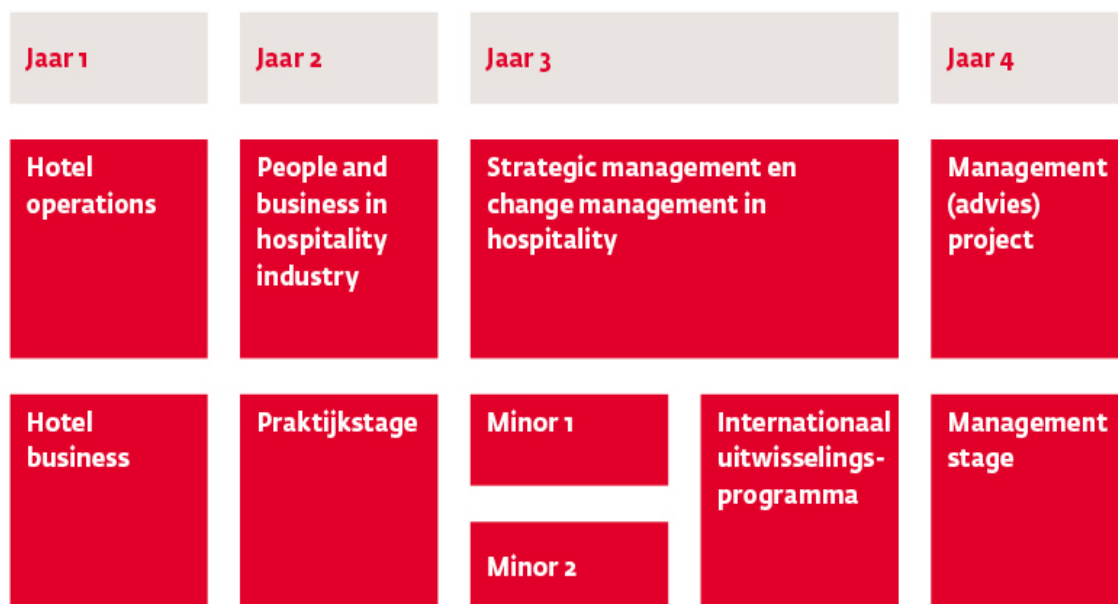 Jaar 1
Jaar 2
Jaar 3
Jaar 4
Hotel
operations
People and
business in
hospitality
industry
Strategic management en
change management in
hospitality
Management
(advies)
project
Hotel
business
Praktijkstage
Minor 1
Minor 2
Internationaal
uitwisselings-
programma
Management
stage